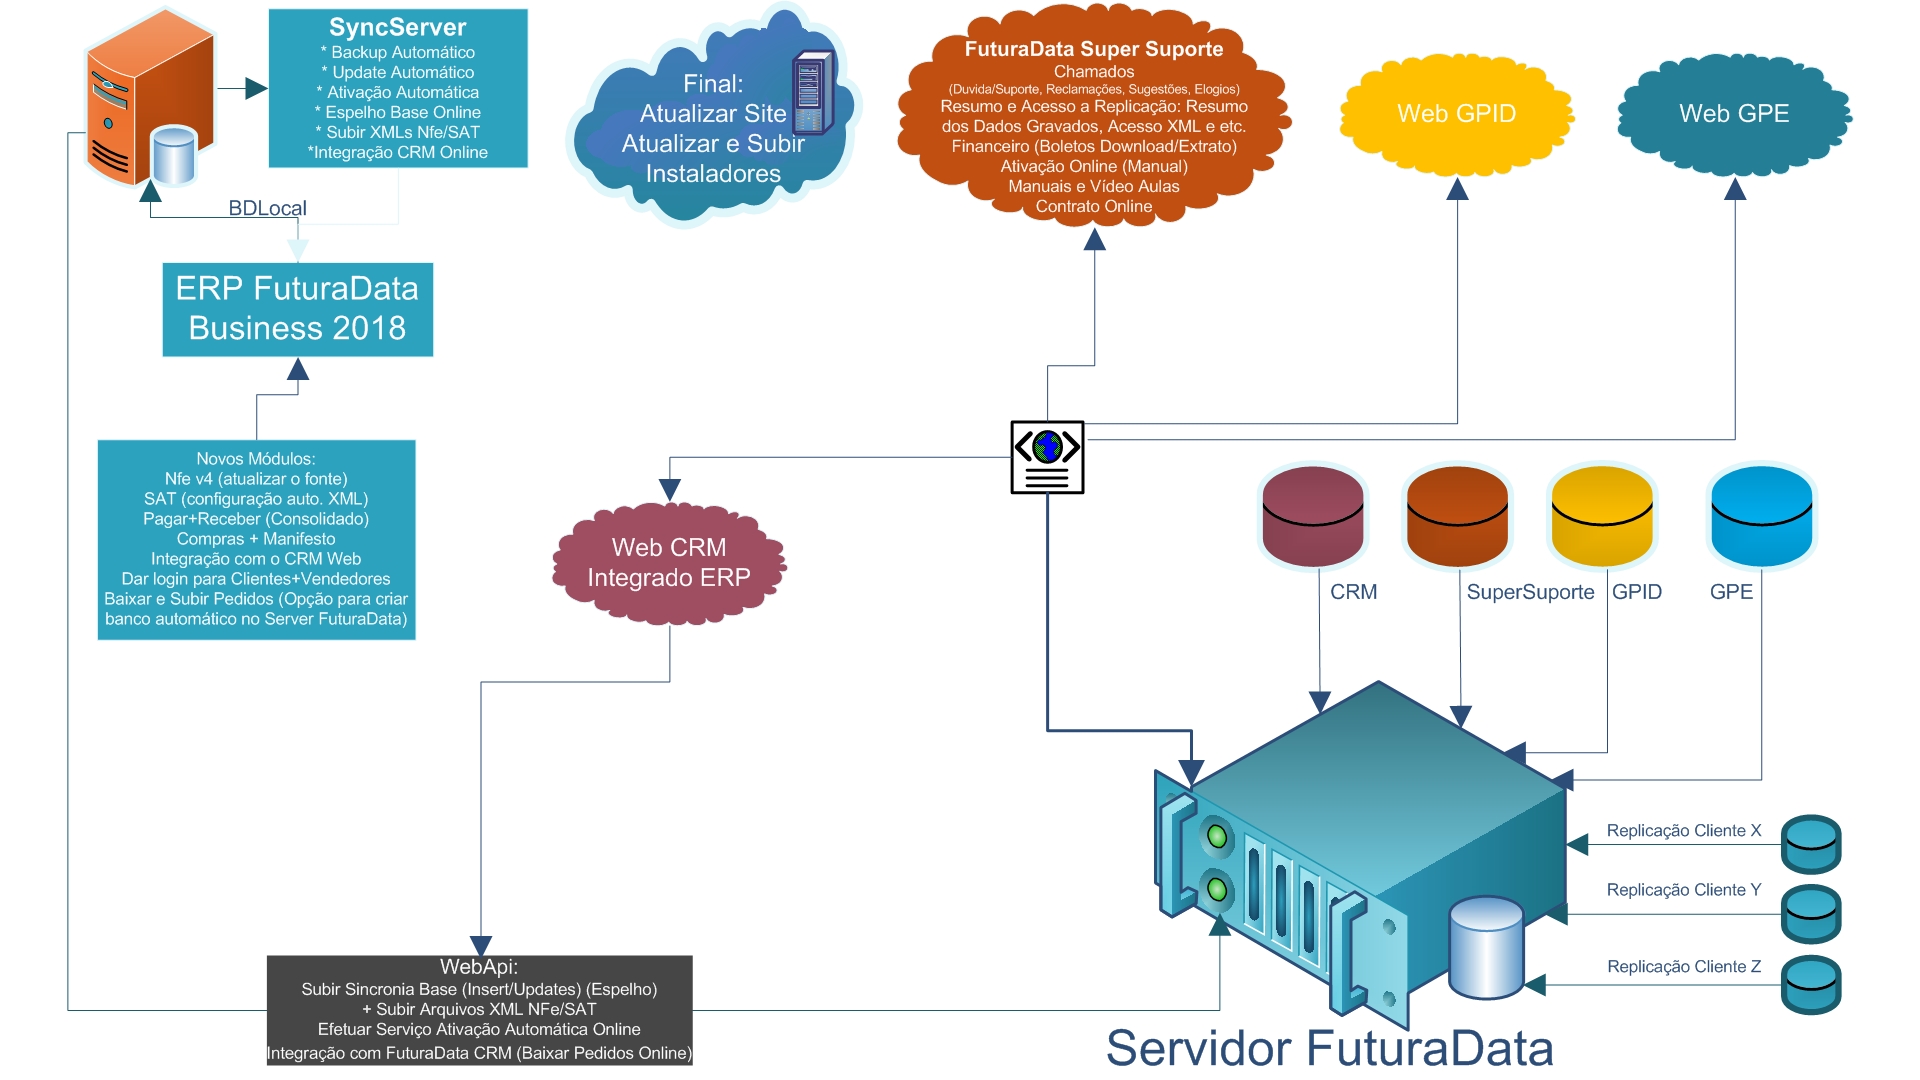 SyncServer
* Backup Automático
* Update Automático
* Ativação Automática
* Espelho Base Online
* Subir XMLs Nfe/SAT
*Integração CRM Online
BDLocal
ERP FuturaData
Business 2018
Novos Módulos:
Nfe v4 (atualizar o fonte)
SAT (configuração auto. XML)
Pagar+Receber (Consolidado)
Compras + Manifesto
Integração com o CRM Web
Dar login para Clientes+Vendedores
Baixar e Subir Pedidos (Opção para criar
banco automático no Server FuturaData)
Final:
Atualizar Site
Atualizar e Subir
Instaladores
FuturaData Super Suporte
Chamados
(Duvida/Suporte, Reclamações, Sugestões, Elogios)
Resumo e Acesso a Replicação: Resumo
dos Dados Gravados, Acesso XML e etc.
Financeiro (Boletos Download/Extrato)
Ativação Online (Manual)
Manuais e Vídeo Aulas
Contrato Online
Web GPID
Web GPE
Web CRM
Integrado ERP
CRM
SuperSuporte
GPID
GPE
Replicação Cliente X
Replicação Cliente Y
Replicação Cliente Z
WebApi:
Subir Sincronia Base (Insert/Updates) (Espelho)
+ Subir Arquivos XML NFe/SAT
Efetuar Serviço Ativação Automática Online
Integração com FuturaData CRM (Baixar Pedidos Online)
Servidor FuturaData